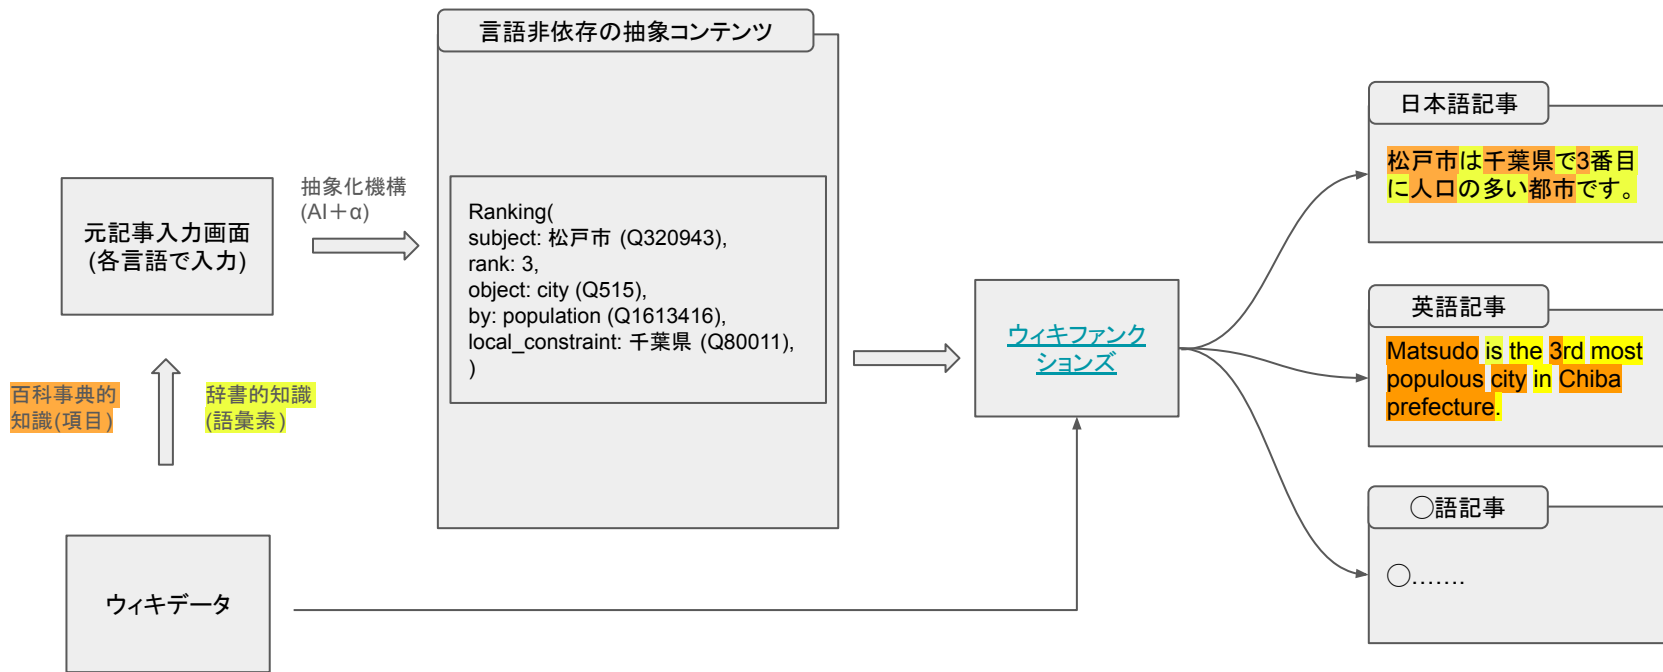 言語非依存の抽象コンテンツ
元記事入力画面
(各言語で入力)
抽象化機構
(AI+α)
Ranking(
subject: 松戸市 (Q320943),
rank: 3,
object: city (Q515),
by: population (Q1613416),
local_constraint: 千葉県 (Q80011),
)
百科事典的
知識(項目)
辞書的知識
(語彙素)
ウィキデータ
ウィキファンク
ションズ
日本語記事
松戸市は千葉県で3番目
に人口の多い都市です。
英語記事
Matsudo is the 3rd most
populous city in Chiba
prefecture.
◯語記事
◯.......